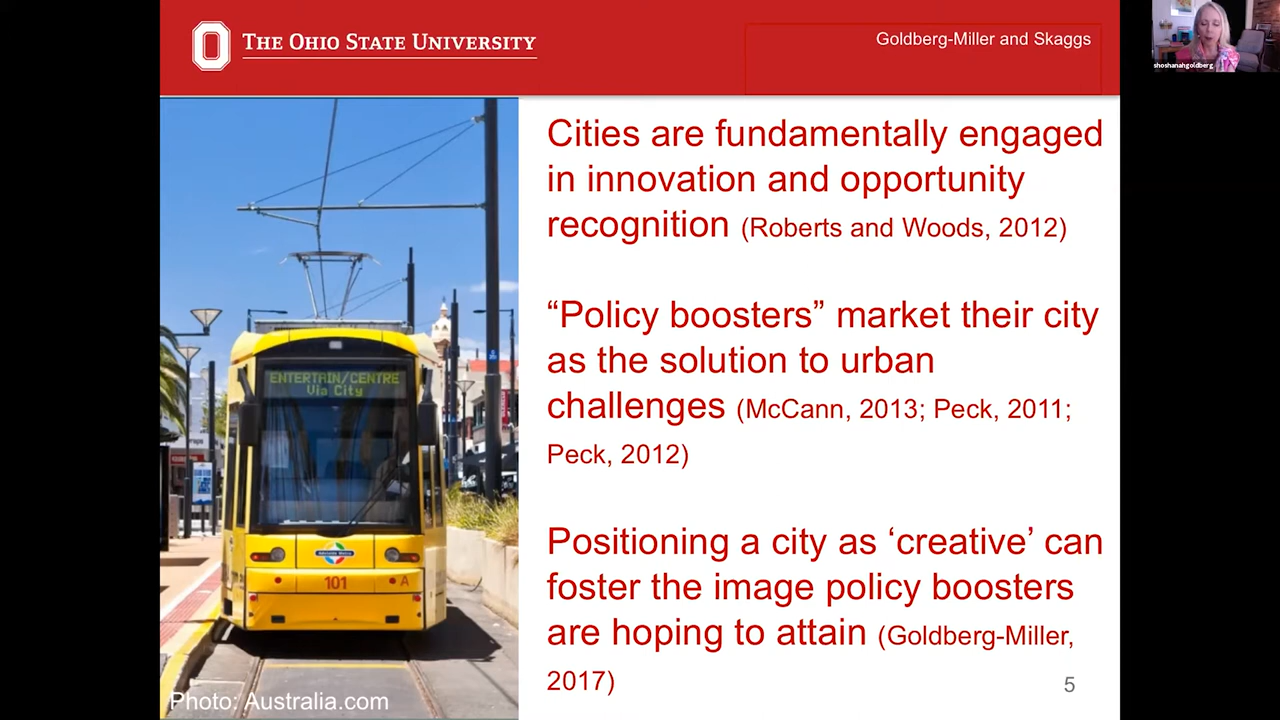 THE OHIO STATE UNIVERSITY
Goldberg-Miller and Skaggs
shoshanahgoldberg
Cities are fundamentally engaged
in innovation and opportunity
recognition (Roberts and Woods, 2012)
“Policy boosters” market their city
as the solution to urban
challenges (McCann, 2013; Peck, 2011;
Peck, 2012)
Positioning a city as ‘creative’ can
foster the image policy boosters
are hoping to attain (Goldberg-Miller,
2017)
5
ENTERTAIN/CENTRE
Via City
101 A
Photo: Australia.com